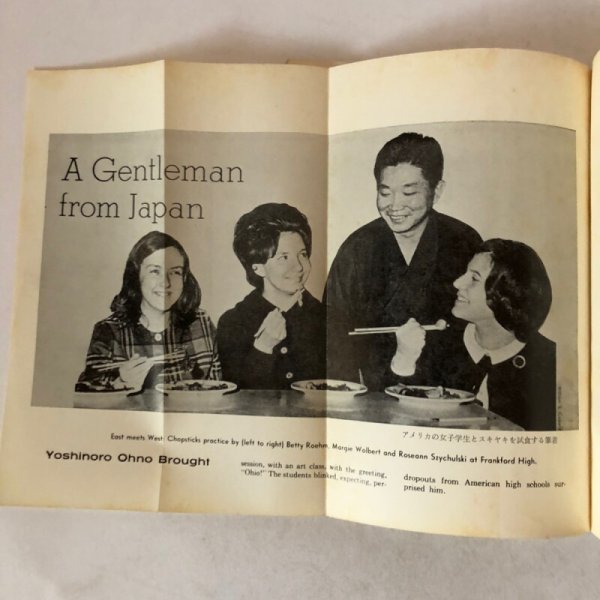 A Gentleman
from Japan
アメリカの女子学生とスキヤキを試食する筆者
East meets West: Chopsticks practice by (left to right) Betty Roehm, Margie Wolbert and Roseann Szychulski at Frankford High.
Yoshinoro Ohno Brought
session, with an art class, with the greeting,
"Ohio!" The students blinked, expecting, per-
dropouts from American high schools sur-
prised him.